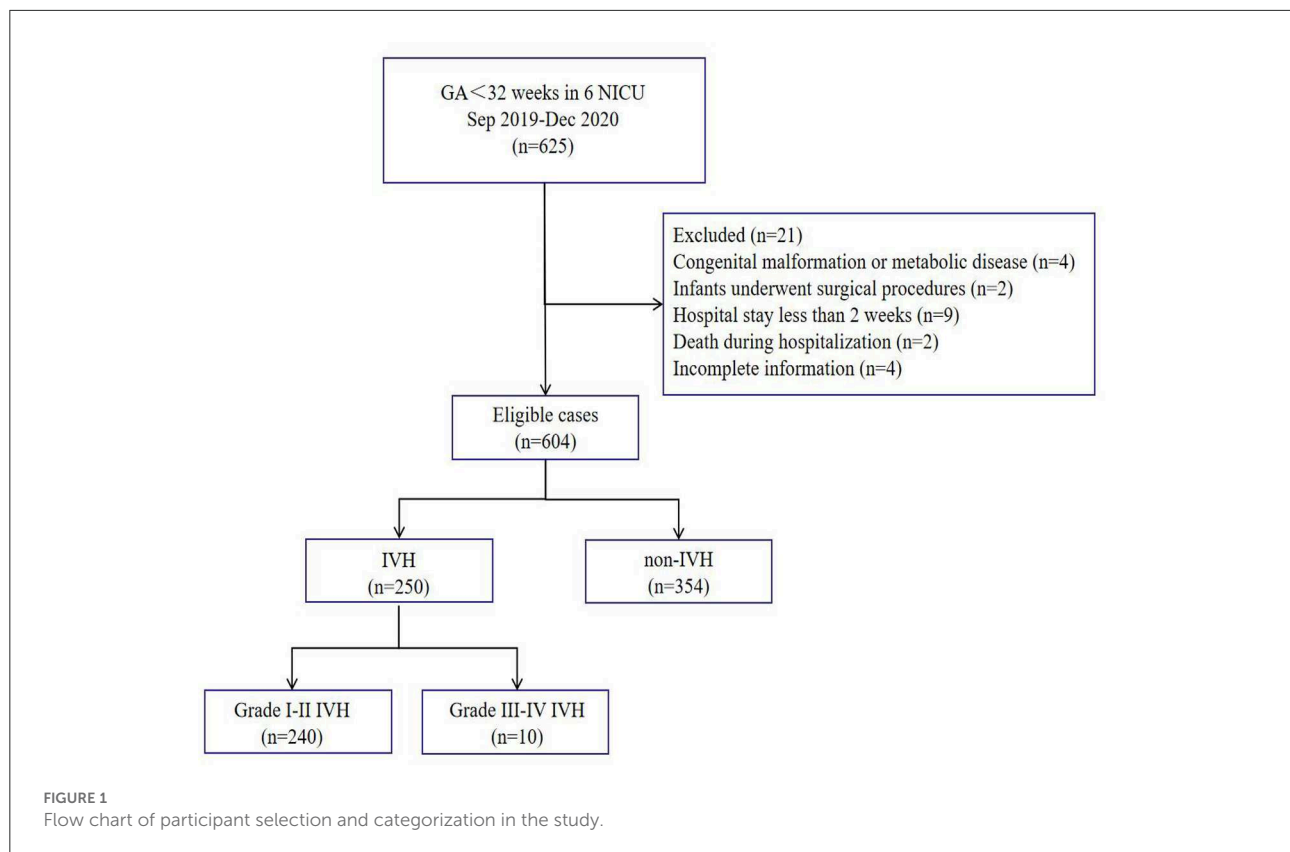 GA＜32 weeks in 6 NICU
Sep 2019-Dec 2020
(n=625)
Excluded (n=21)
Congenital malformation or metabolic disease (n=4)
Infants underwent surgical procedures (n=2)
Hospital stay less than 2 weeks (n=9)
Death during hospitalization (n=2)
Incomplete information (n=4)
Eligible cases
(n=604)
IVH
(n=250)
non-IVH
(n=354)
Grade I-II IVH
(n=240)
Grade III-IV IVH
(n=10)
FIGURE 1
Flow chart of participant selection and categorization in the study.